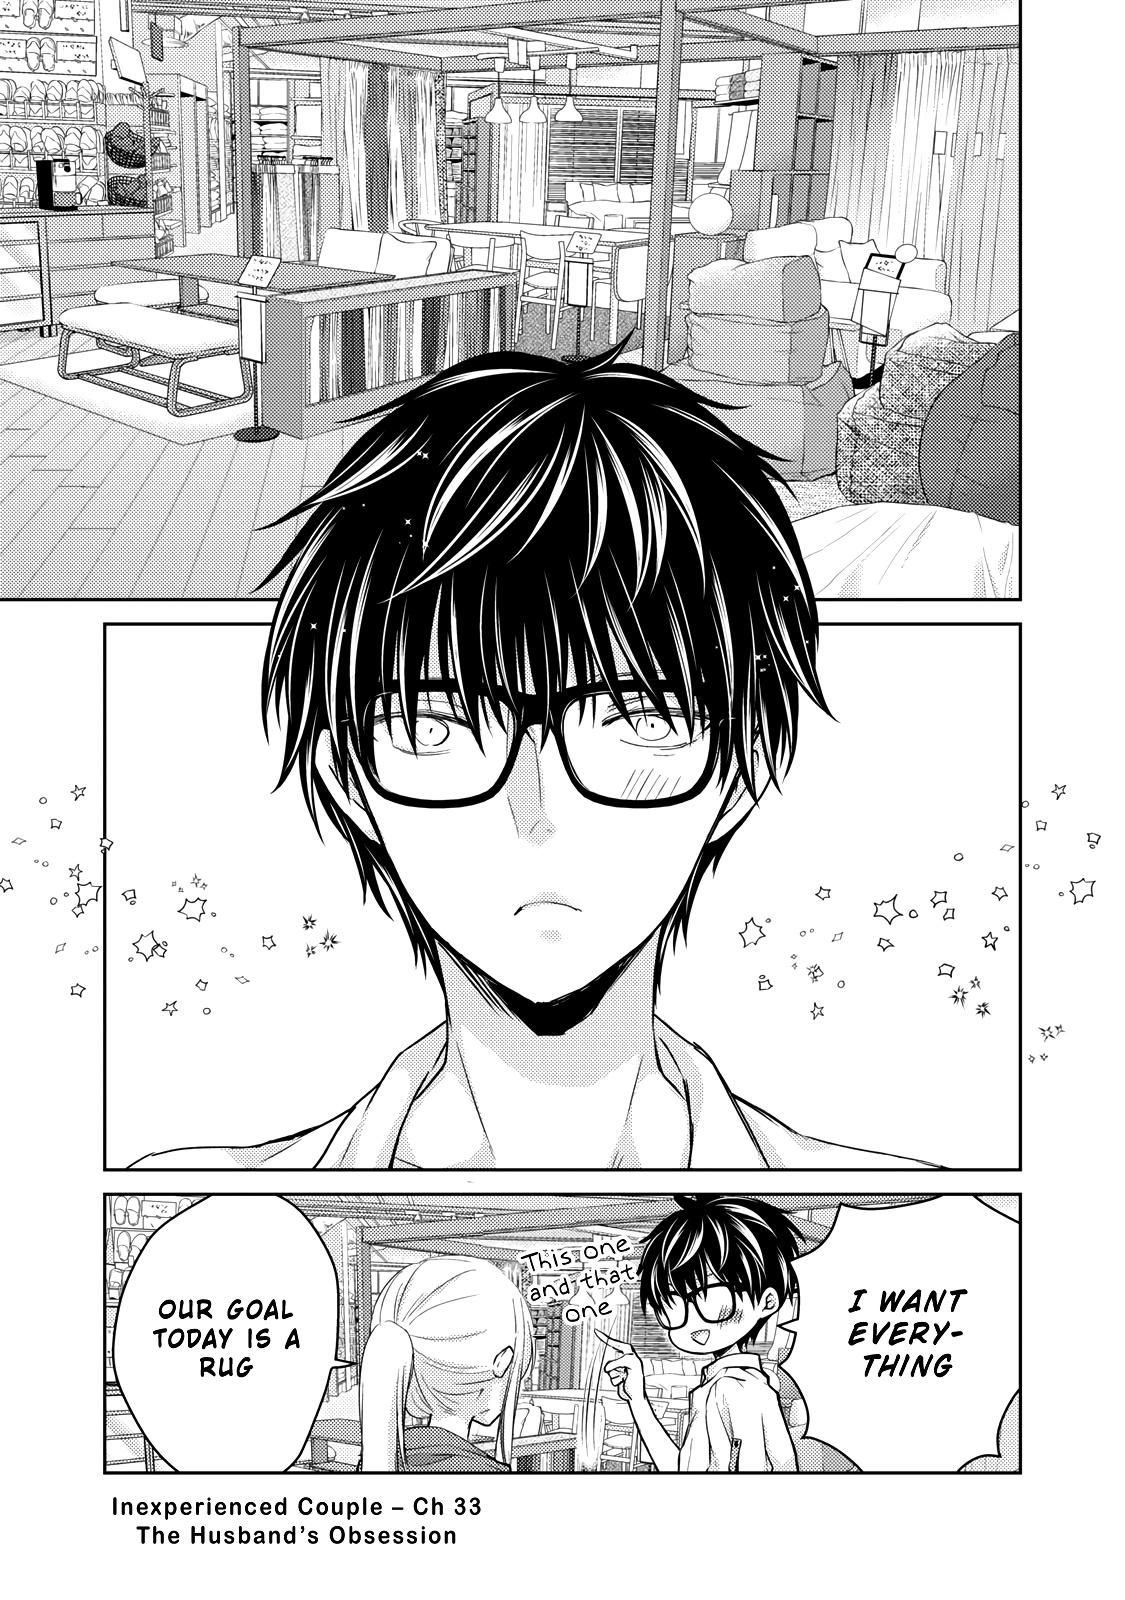 I WANT
EVERY-
THING
This one
and that
one
OUR GOAL
TODAY IS A
RUG
Inexperienced Couple – Ch 33
The Husband's Obsession